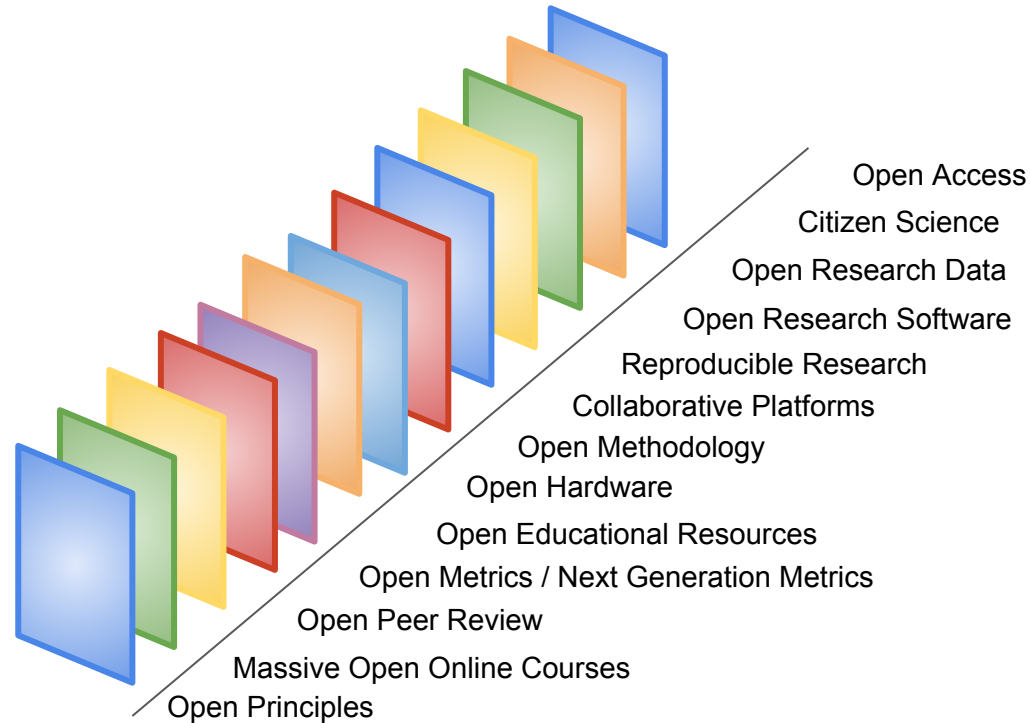 Open Access
Citizen Science
Open Research Data
Open Research Software
Reproducible Research
Collaborative Platforms
Open Methodology
Open Hardware
Open Educational Resources
Open Metrics / Next Generation Metrics
Open Peer Review
Massive Open Online Courses
Open Principles